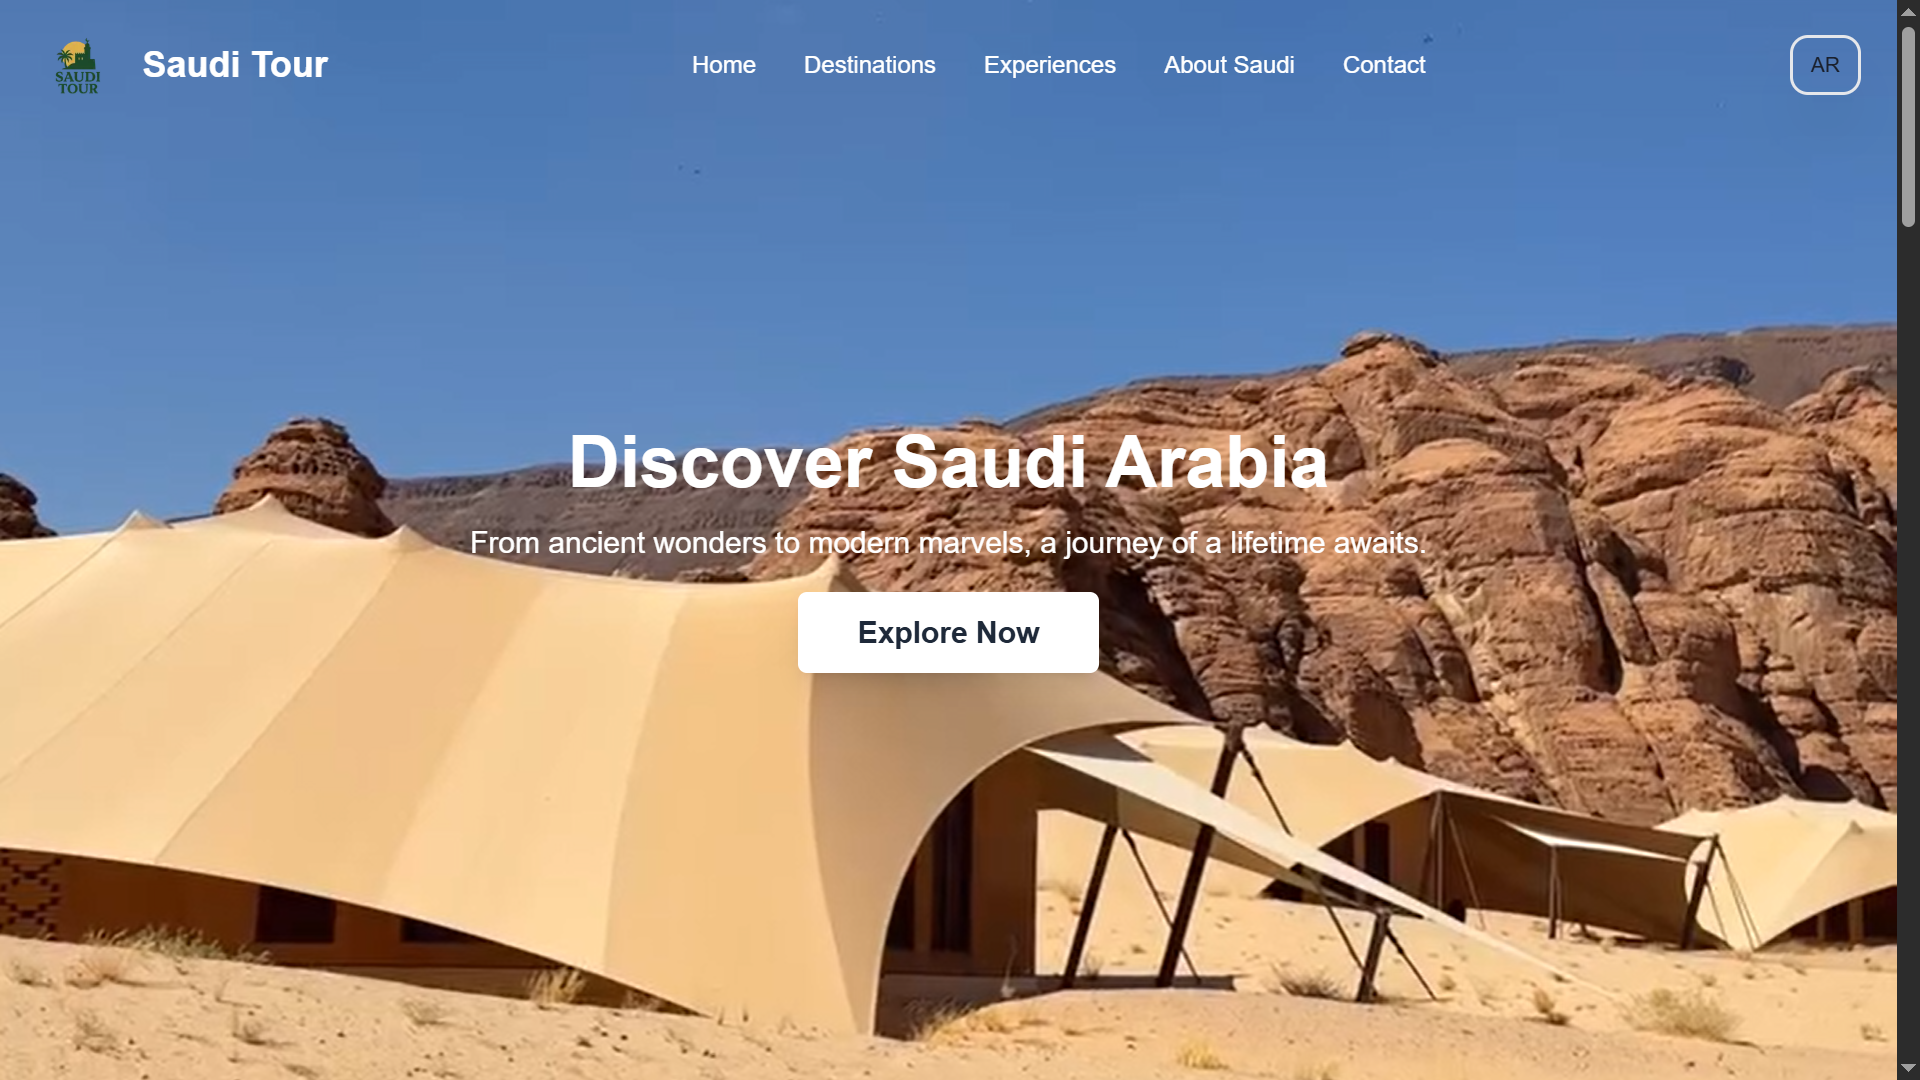 SAUDI
TOUR
Saudi Tour
Home
Destinations
Experiences
About Saudi
Contact
AR
Discover Saudi Arabia
From ancient wonders to modern marvels, a journey of a lifetime awaits.
Explore Now